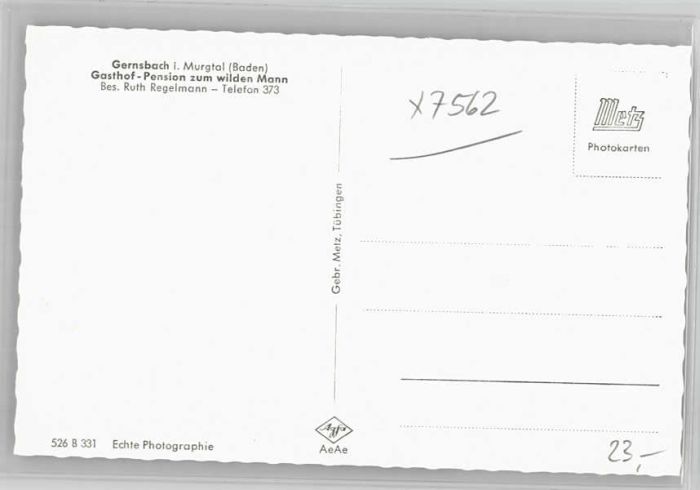 Gernsbach i. Murgtal (Baden)
Gasthof-Pension zum wilden Mann
Bes. Ruth Regelmann – Telefon 373
x7562
Metz
Photokarten
Gebr. Metz, Tübingen
526 B 331 Echte Photographie
Agfa
AeAe
23,–